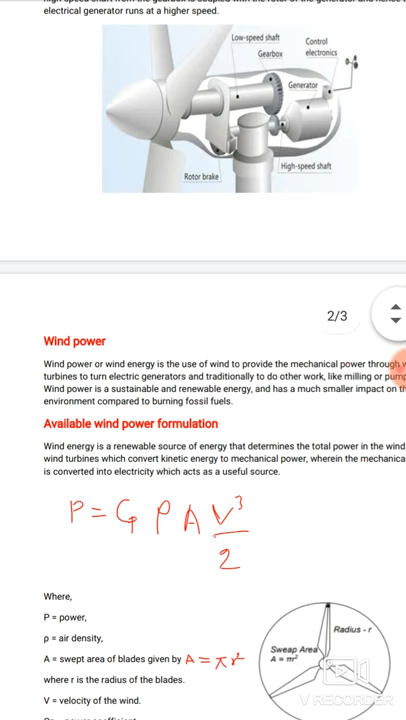 electrical generator runs at a higher speed.
Low-speed shaft
Gearbox
Control
electronics
Generator
High-speed shaft
Rotor brake
2/3
Wind power
Wind power or wind energy is the use of wind to provide the mechanical power through
turbines to turn electric generators and traditionally to do other work, like milling or pump
Wind power is a sustainable and renewable energy, and has a much smaller impact on th
environment compared to burning fossil fuels.
Available wind power formulation
Wind energy is a renewable source of energy that determines the total power in the wind
wind turbines which convert kinetic energy to mechanical power, wherein the mechanica
is converted into electricity which acts as a useful source.
P = Cp ρ A V³/2
Where,
P = power,
ρ = air density,
A = swept area of blades given by A = πr²
where r is the radius of the blades.
V = velocity of the wind.
Radius - r
Sweap Area
A = πr²
V RECORDER